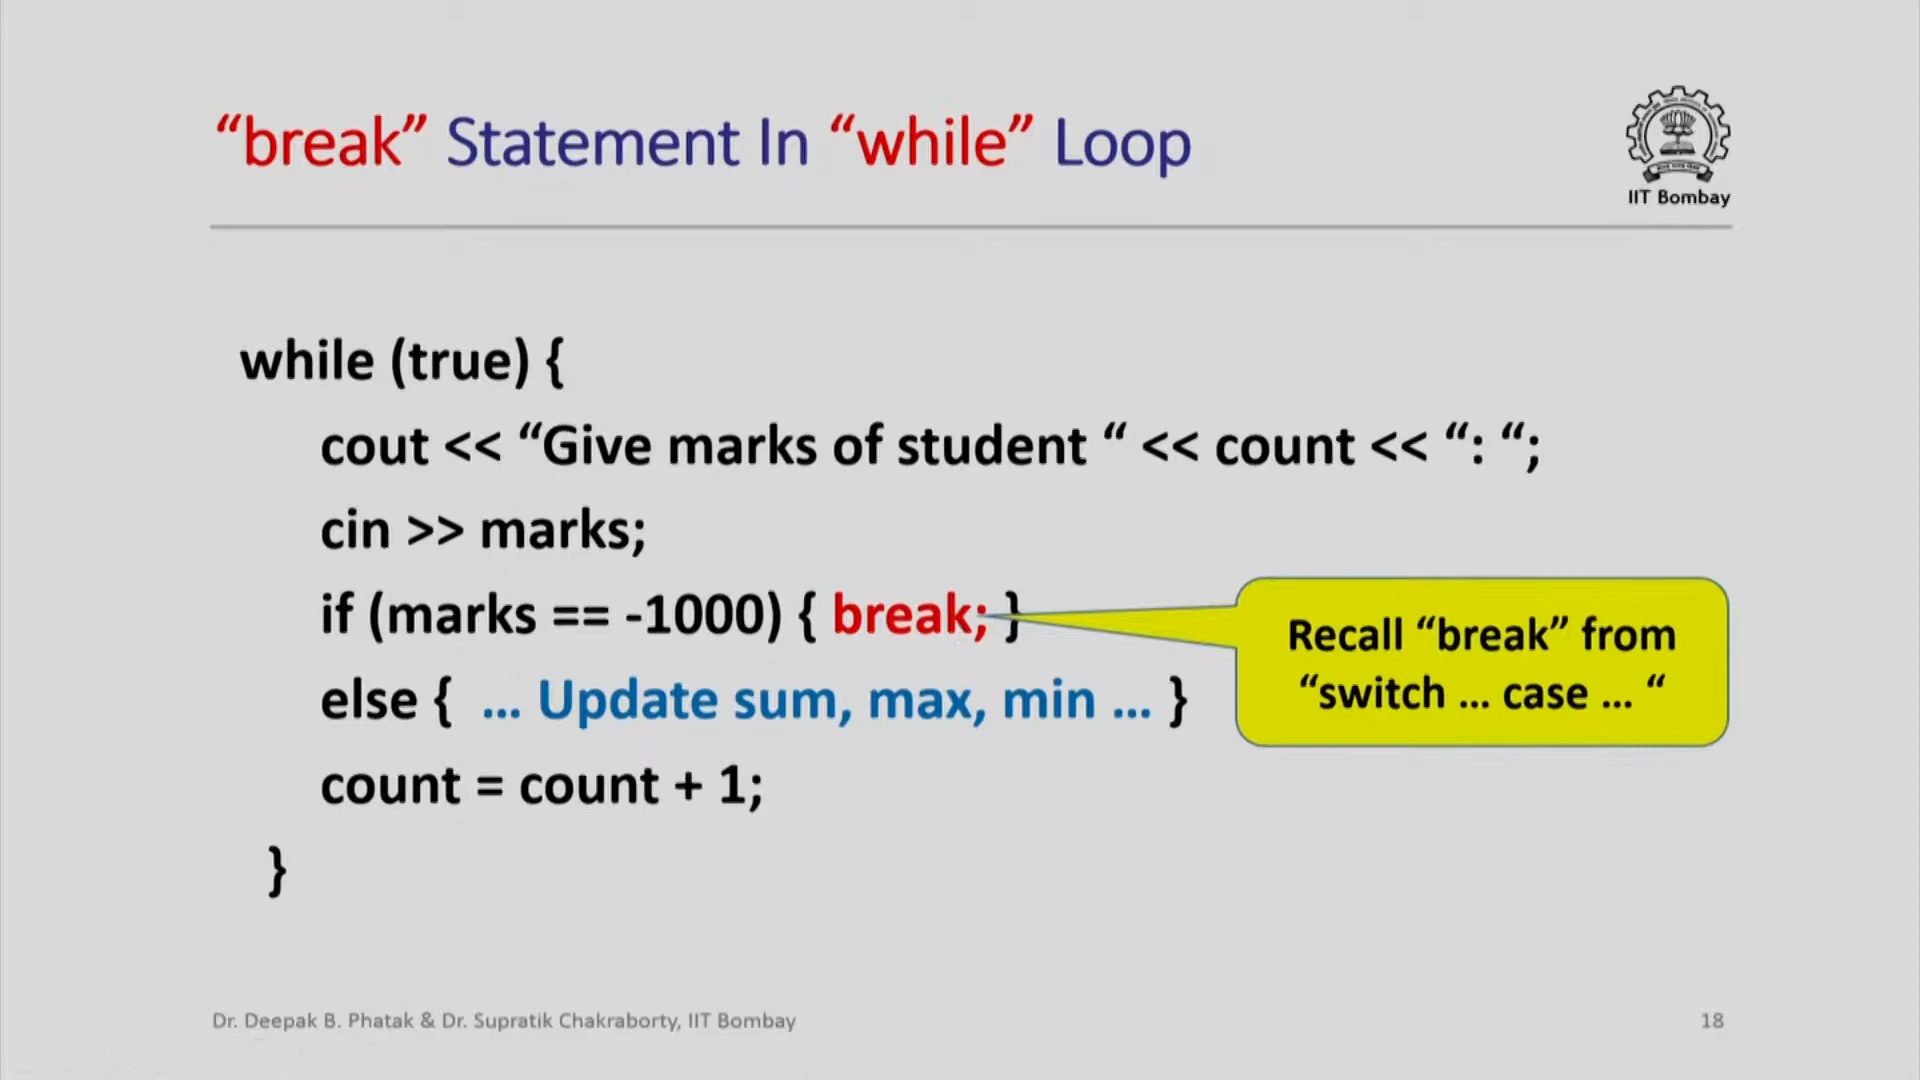 “break” Statement In “while” Loop
IIT Bombay
while (true) {
cout << “Give marks of student “ << count << “: “;
cin >> marks;
if (marks == -1000) { break; }
else { ... Update sum, max, min ... }
count = count + 1;
}
Recall “break” from
“switch ... case ... “
Dr. Deepak B. Phatak & Dr. Supratik Chakraborty, IIT Bombay
18